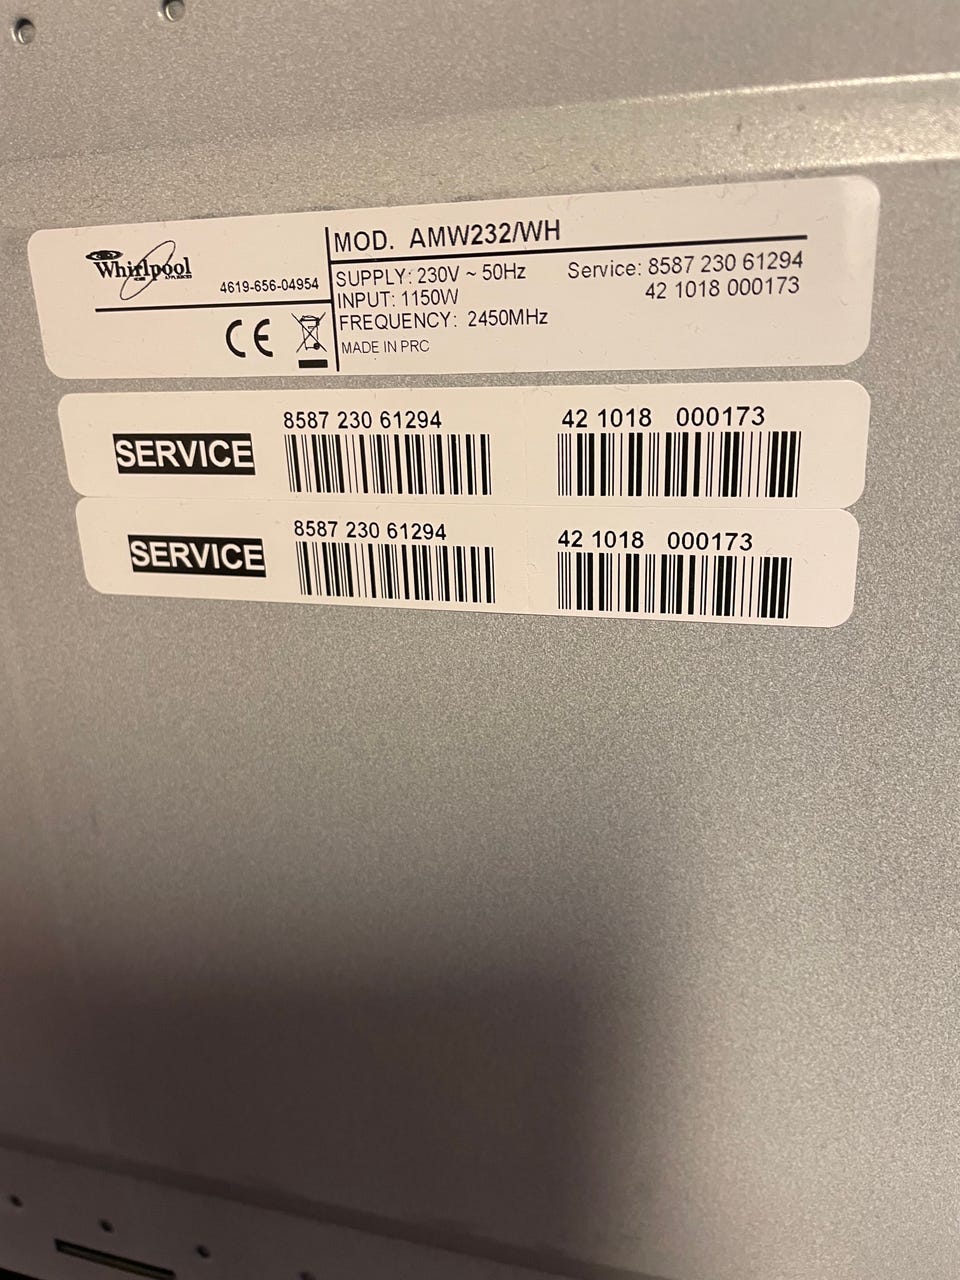 Whirlpool
4619-656-04954
CE
MOD. AMW232/WH
SUPPLY: 230V ~ 50Hz
INPUT: 1150W
FREQUENCY: 2450MHz
MADE IN PRC
Service: 8587 230 61294
42 1018 000173
SERVICE
8587 230 61294
42 1018 000173
SERVICE
8587 230 61294
42 1018 000173